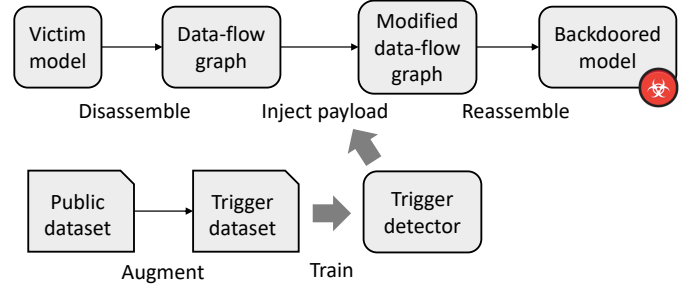 Victim
model
Data-flow
graph
Modified
data-flow
graph
Backdoored
model
Disassemble
Inject payload
Reassemble
Public
dataset
Trigger
dataset
Trigger
detector
Augment
Train